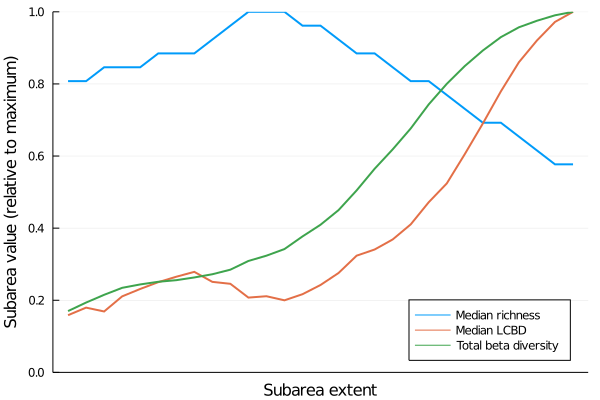 Subarea value (relative to maximum)
1.0
0.8
0.6
0.4
0.2
0.0
Median richness
Median LCBD
Total beta diversity
Subarea extent